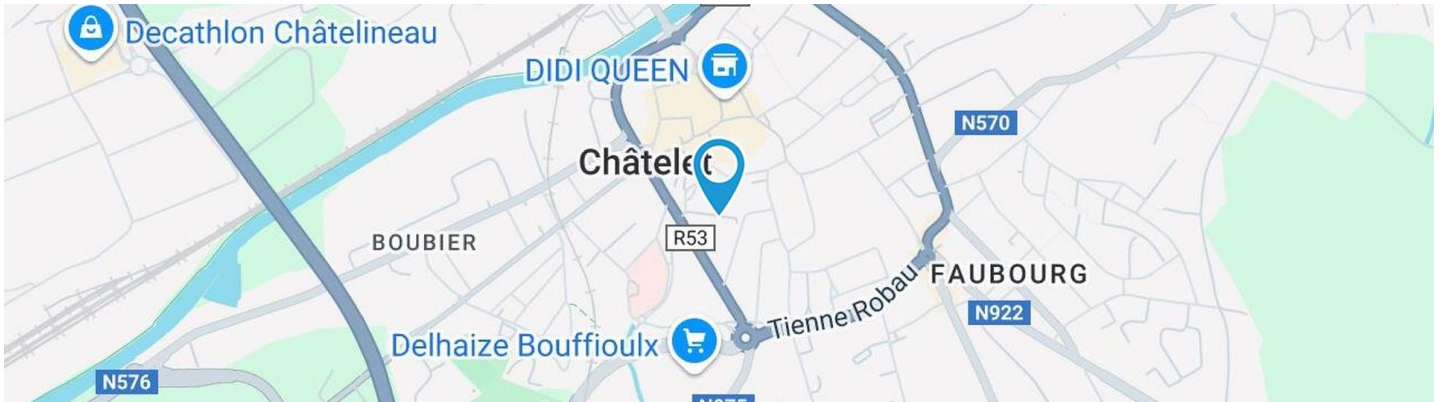 Decathlon Châtelineau
DIDI QUEEN
N570
Châtelet
R53
BOUBIER
FAUBOURG
Tienne Robau
N922
Delhaize Bouffioulx
N576